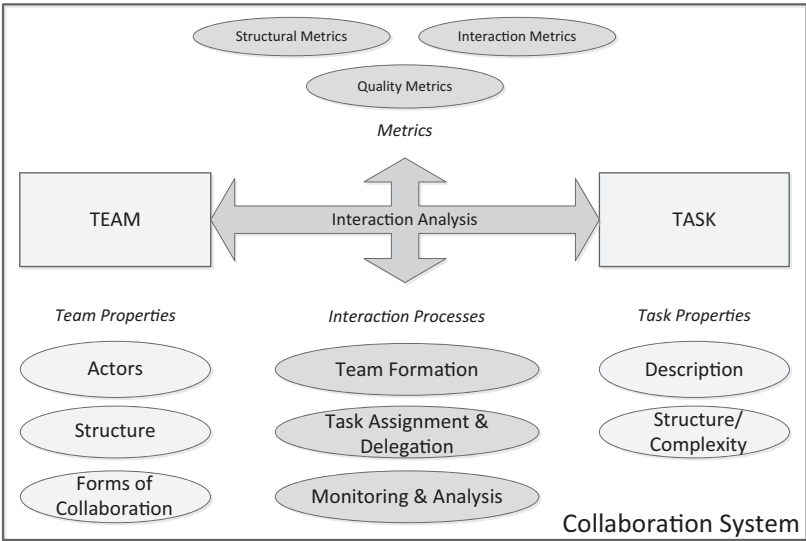 Structural Metrics
Interaction Metrics
Quality Metrics
Metrics
TEAM
Interaction Analysis
TASK
Team Properties
Interaction Processes
Task Properties
Actors
Team Formation
Description
Structure
Task Assignment &
Delegation
Structure/
Complexity
Forms of
Collaboration
Monitoring & Analysis
Collaboration System